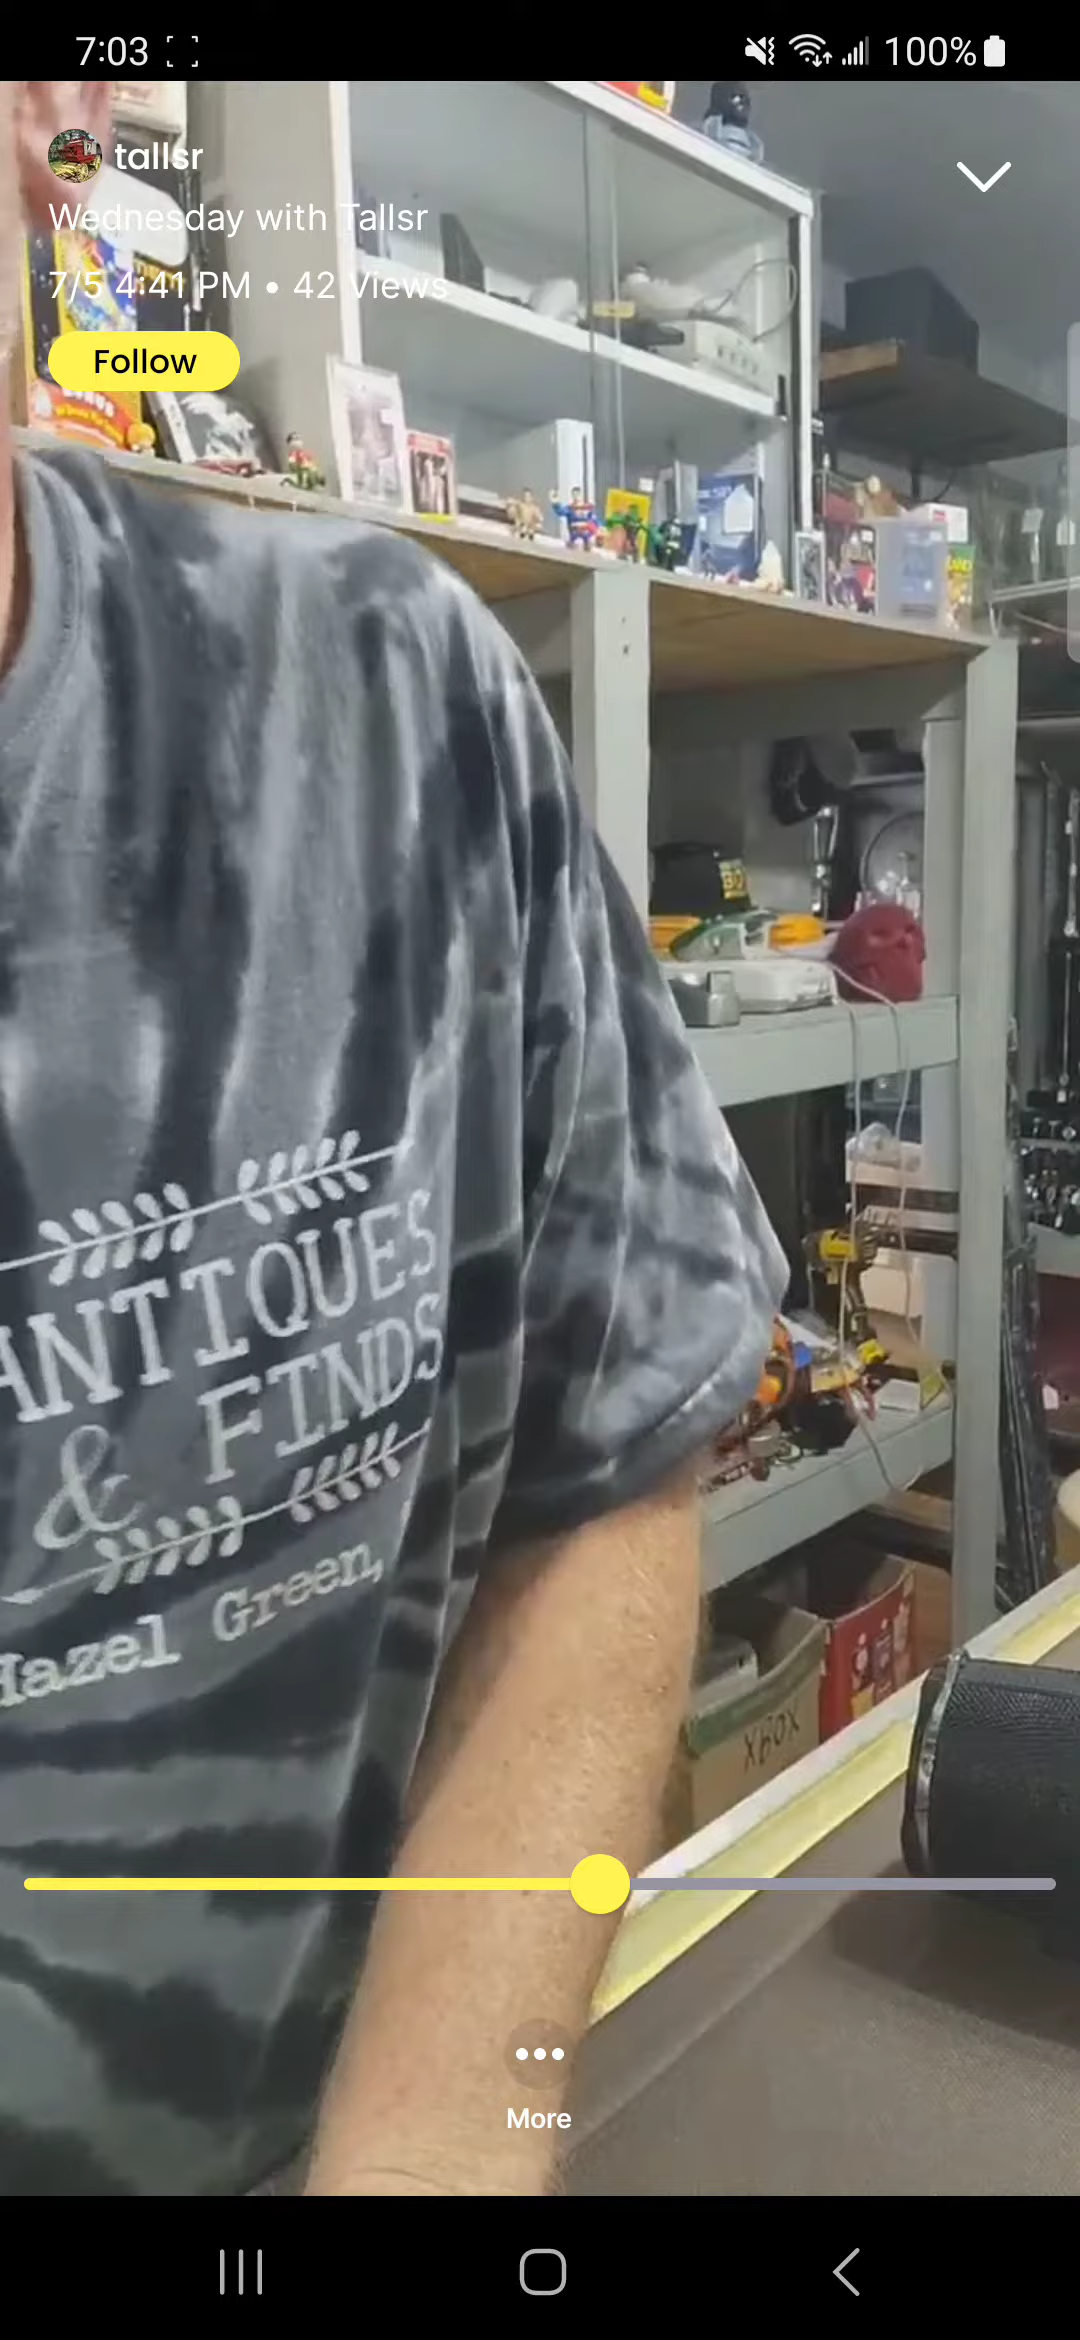 7:03
100%
tallsr
Wednesday with Tallsr
7/5 4:41 PM • 42 Views
Follow
ANTIQUES
& FINDS
Hazel Green,
XBOX
More